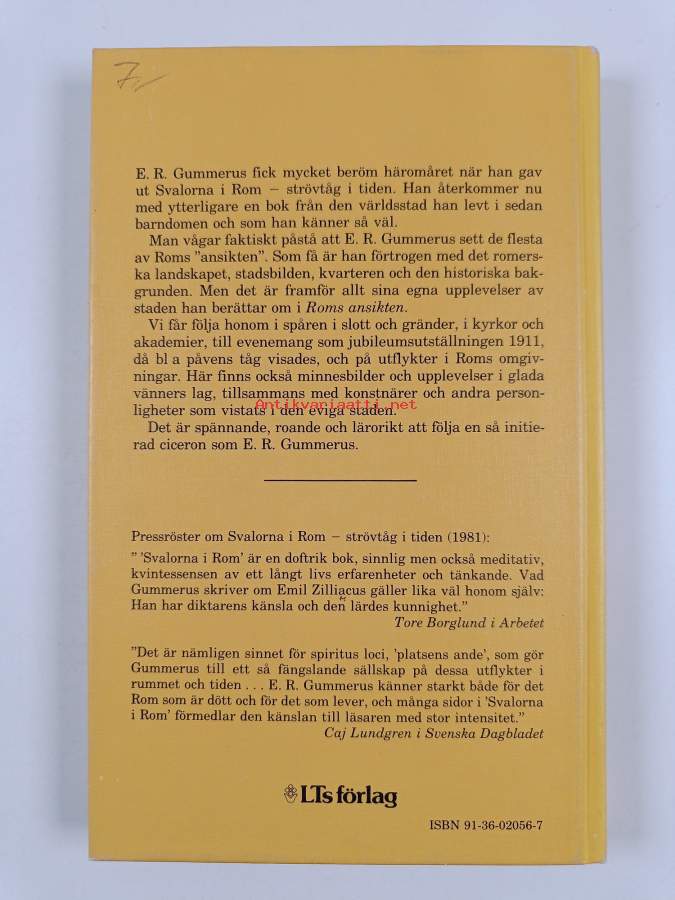 7,-
E. R. Gummerus fick mycket beröm häromåret när han gav
ut Svalorna i Rom – strövtåg i tiden. Han återkommer nu
med ytterligare en bok från den världsstad han levt i sedan
barndomen och som han känner så väl.
Man vågar faktiskt påstå att E. R. Gummerus sett de flesta
av Roms "ansikten". Som få är han förtrogen med det romers-
ka landskapet, stadsbilden, kvarteren och den historiska bak-
grunden. Men det är framför allt sina egna upplevelser av
staden han berättar om i Roms ansikten.
Vi får följa honom i spåren i slott och gränder, i kyrkor och
akademier, till evenemang som jubileumsutställningen 1911,
då bl a påvens tåg visades, och på utflykter i Roms omgiv-
ningar. Här finns också minnesbilder och upplevelser i glada
vänners lag, tillsammans med konstnärer och andra person-
ligheter som vistats i den eviga staden.
Antikvariaatti.net
Det är spännande, roande och lärorikt att följa en så initie-
rad ciceron som E. R. Gummerus.
Pressröster om Svalorna i Rom – strövtåg i tiden (1981):
" 'Svalorna i Rom' är en doftrik bok, sinnlig men också meditativ,
kvintessensen av ett långt livs erfarenheter och tänkande. Vad
Gummerus skriver om Emil Zilliacus gäller lika väl honom själv:
Han har diktarens känsla och den lärdes kunnighet."
Tore Borglund i Arbetet
"Det är nämligen sinnet för spiritus loci, 'platsens ande', som gör
Gummerus till ett så fängslande sällskap på dessa utflykter i
rummet och tiden . . . E. R. Gummerus känner starkt både för det
Rom som är dött och för det som lever, och många sidor i 'Svalorna
i Rom' förmedlar den känslan till läsaren med stor intensitet."
Caj Lundgren i Svenska Dagbladet
LTs förlag
ISBN 91-36-02056-7